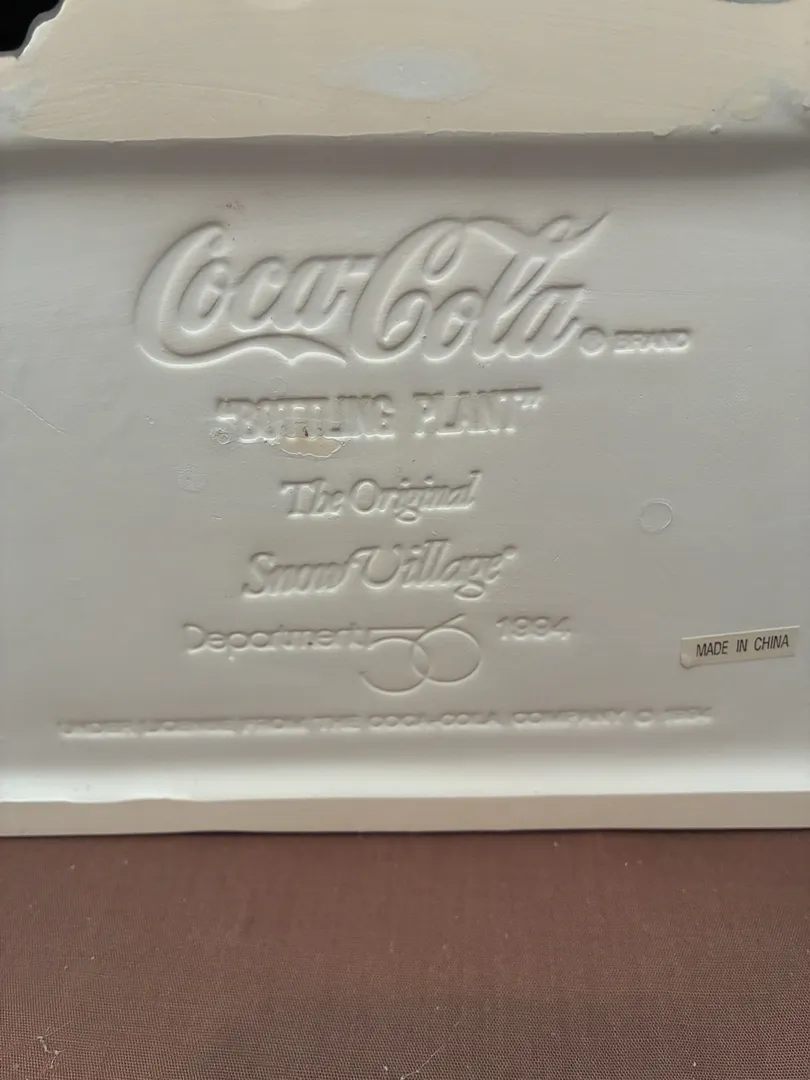 Coca-Cola ® BRAND
"BOTTLING PLANT"
The Original
Snow Village®
Department 56 1994
MADE IN CHINA
UNDER LICENSE FROM THE COCA-COLA COMPANY © 1994